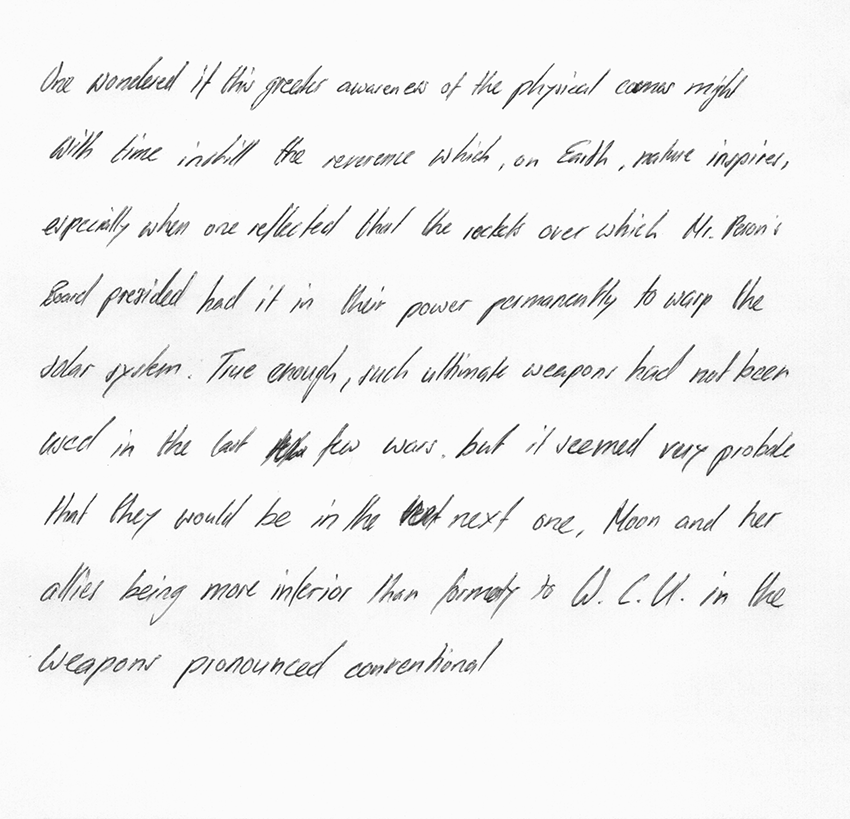 One wondered if this greater awareness of the physical cosmos might
with time instill the reverence which, on Earth, nature inspires,
especially when one reflected that the rockets over which Mr. Peron's
Board presided had it in their power permanently to warp the
solar system. True enough, such ultimate weapons had not been
used in the last few wars, but it seemed very probable
that they would be in the next one, Moon and her
allies being more inferior than formerly to W. C. U. in the
weapons pronounced conventional